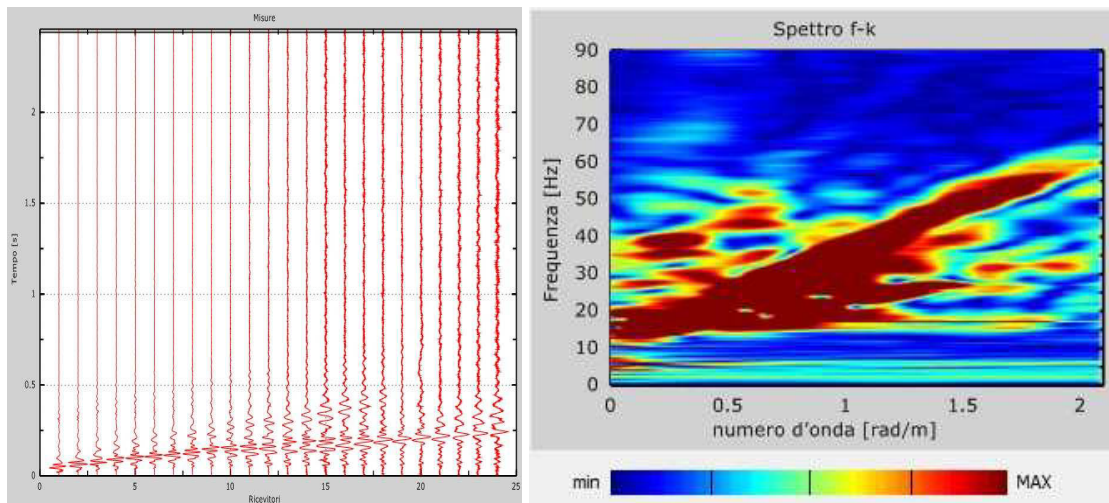 Misure
Tempo [s]
2
1.5
1
0.5
0
0 5 10 15 20 25
Ricevitori
Spettro f-k
Frequenza [Hz]
90
80
70
60
50
40
30
20
10
0
0 0.5 1 1.5 2
numero d'onda [rad/m]
min MAX